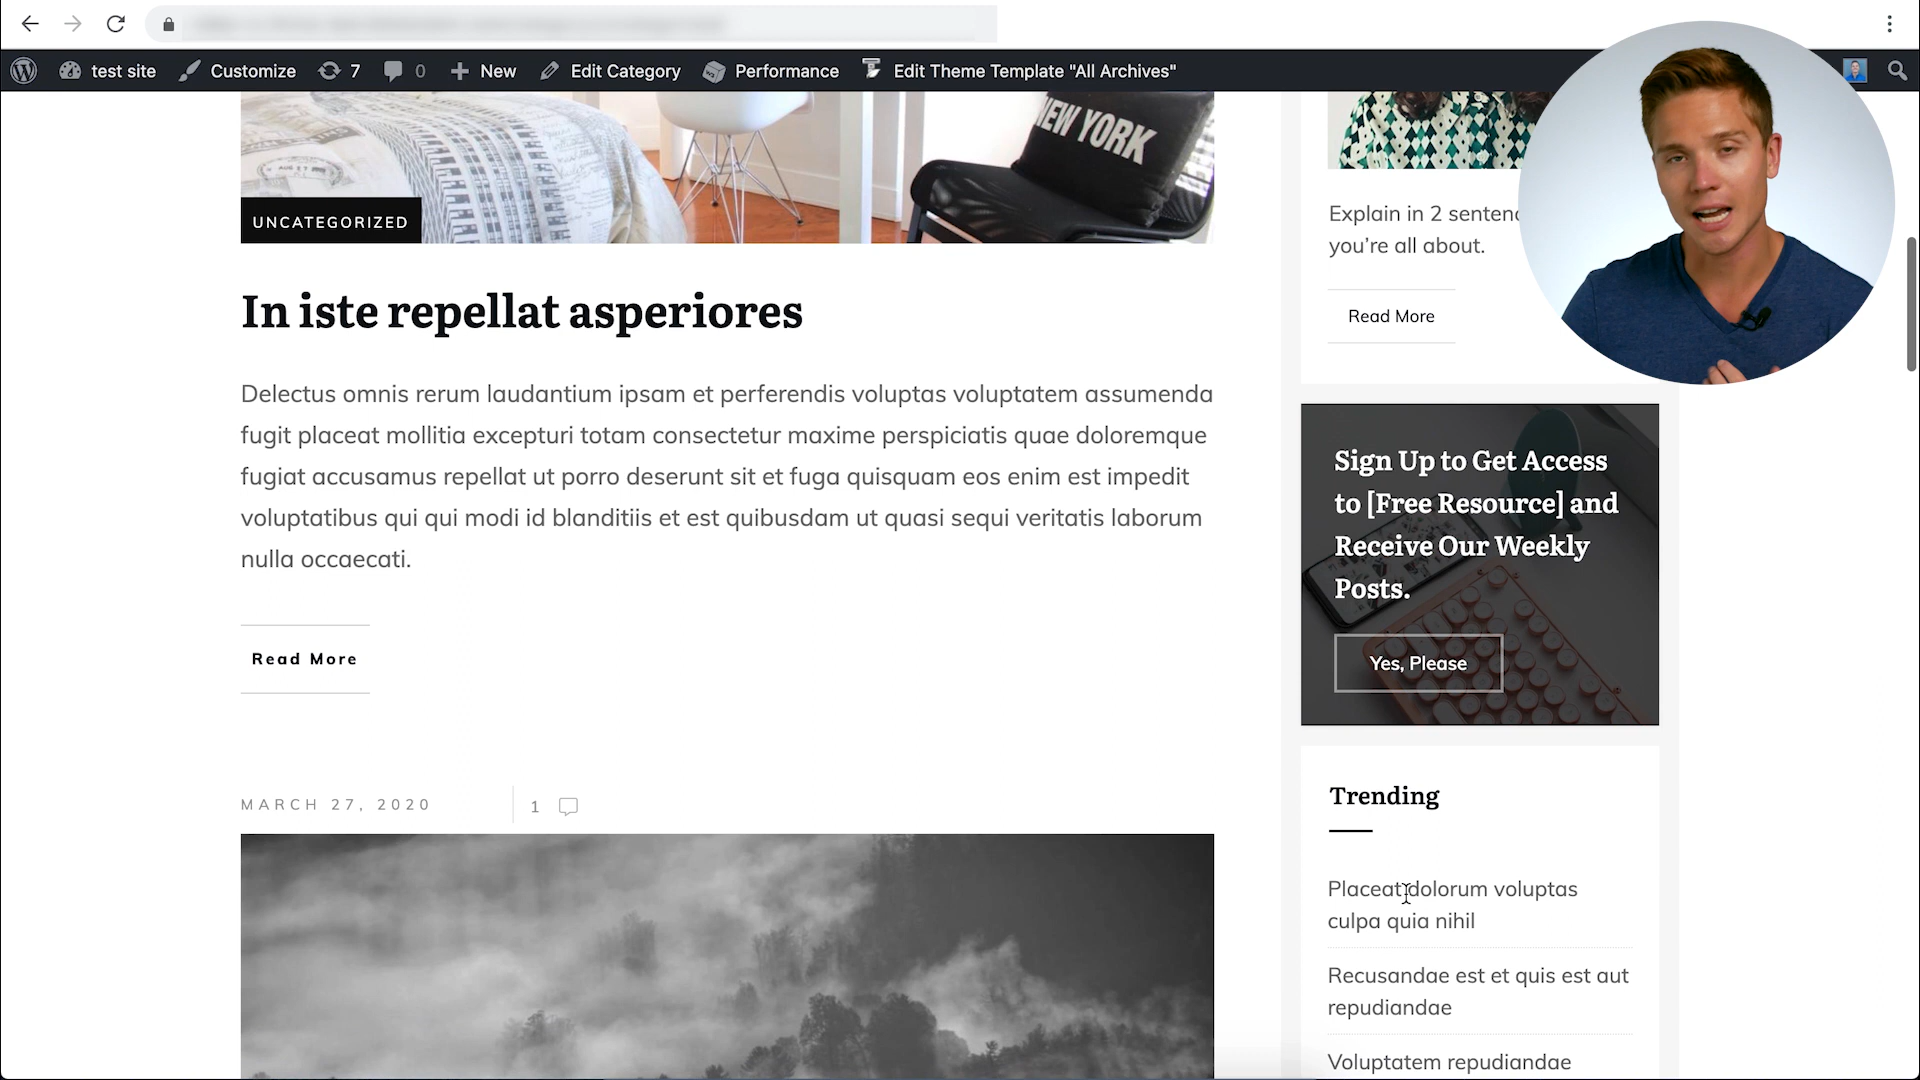 test site
Customize
7
0
New
Edit Category
Performance
Edit Theme Template "All Archives"
NEW YORK
UNCATEGORIZED
In iste repellat asperiores
Delectus omnis rerum laudantium ipsam et perferendis voluptas voluptatem assumenda
fugit placeat mollitia excepturi totam consectetur maxime perspiciatis quae doloremque
fugiat accusamus repellat ut porro deserunt sit et fuga quisquam eos enim est impedit
voluptatibus qui qui modi id blanditiis et est quibusdam ut quasi sequi veritatis laborum
nulla occaecati.
Read More
MARCH 27, 2020
1
Explain in 2
you're all about.
Read More
Sign Up to Get Access
to [Free Resource] and
Receive Our Weekly
Posts.
Yes, Please
Trending
Placeat dolorum voluptas
culpa quia nihil
Recusandae est et quis est aut
repudiandae
Voluptatem repudiandae